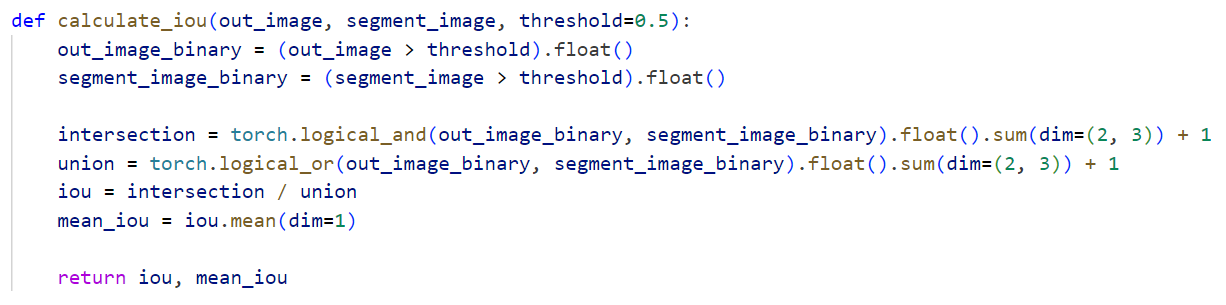 def calculate_iou(out_image, segment_image, threshold=0.5):
    out_image_binary = (out_image > threshold).float()
    segment_image_binary = (segment_image > threshold).float()

    intersection = torch.logical_and(out_image_binary, segment_image_binary).float().sum(dim=(2, 3)) + 1
    union = torch.logical_or(out_image_binary, segment_image_binary).float().sum(dim=(2, 3)) + 1
    iou = intersection / union
    mean_iou = iou.mean(dim=1)

    return iou, mean_iou